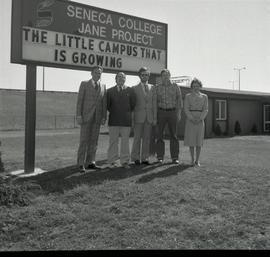 SENECA COLLEGE
JANE PROJECT
THE LITTLE CAMPUS THAT
IS GROWING